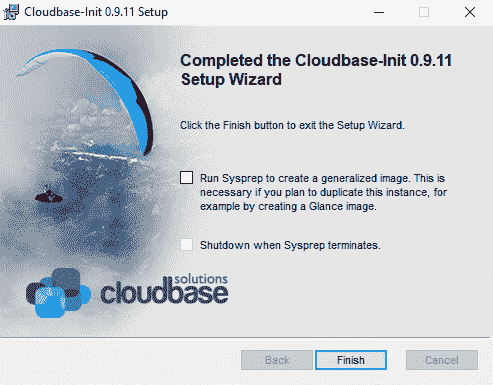 Cloudbase-Init 0.9.11 Setup
Completed the Cloudbase-Init 0.9.11
Setup Wizard
Click the Finish button to exit the Setup Wizard.
Run Sysprep to create a generalized image. This is
necessary if you plan to duplicate this instance, for
example by creating a Glance image.
Shutdown when Sysprep terminates.
solutions
cloudbase
Back
Finish
Cancel